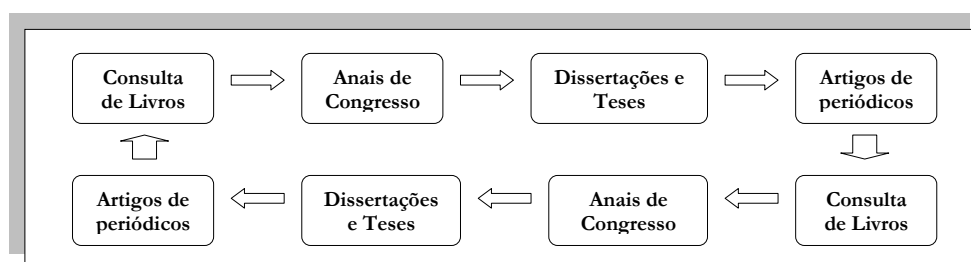 Consulta
de Livros
Anais de
Congresso
Dissertações e
Teses
Artigos de
periódicos
Artigos de
periódicos
Dissertações
e Teses
Anais de
Congresso
Consulta
de Livros